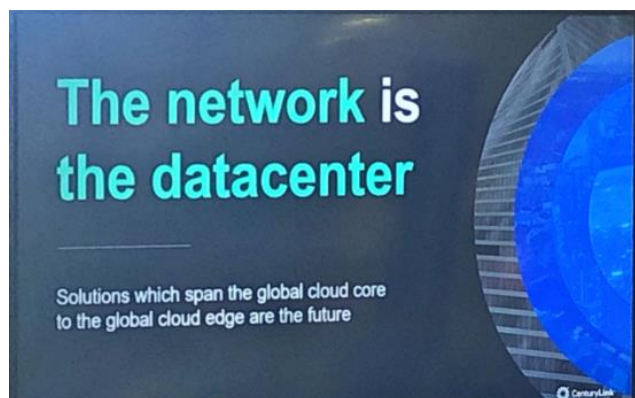 The network is
the datacenter
Solutions which span the global cloud core
to the global cloud edge are the future
CenturyLink